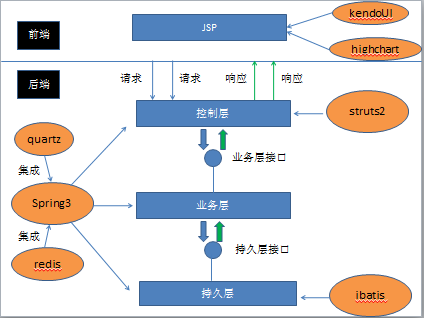 kendoUI
JSP
前端
highchart
后端
请求
请求
响应
响应
控制层
struts2
quartz
业务层接口
集成
Spring3
业务层
集成
持久层接口
redis
持久层
ibatis